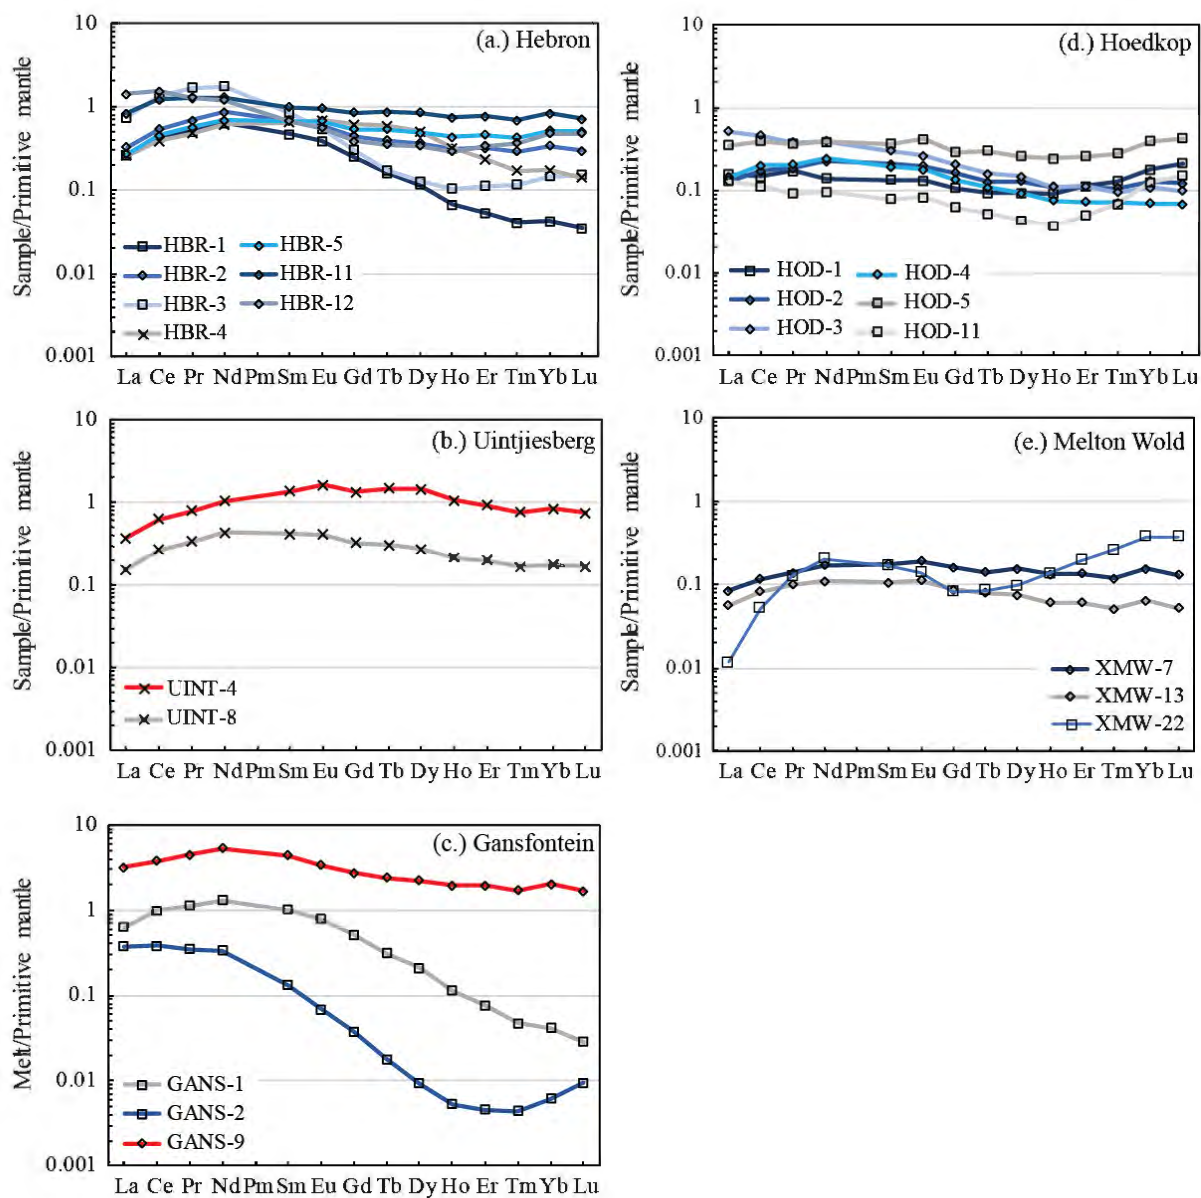 (a.) Hebron
Sample/Primitive mantle
10
1
0.1
0.01
0.001
HBR-1
HBR-2
HBR-3
HBR-4
HBR-5
HBR-11
HBR-12
La Ce Pr Nd Pm Sm Eu Gd Tb Dy Ho Er Tm Yb Lu
(d.) Hoedkop
Sample/Primitive mantle
10
1
0.1
0.01
0.001
HOD-1
HOD-2
HOD-3
HOD-4
HOD-5
HOD-11
La Ce Pr Nd Pm Sm Eu Gd Tb Dy Ho Er Tm Yb Lu
(b.) Uintjiesberg
Sample/Primitive mantle
10
1
0.1
0.01
0.001
UINT-4
UINT-8
La Ce Pr Nd Pm Sm Eu Gd Tb Dy Ho Er Tm Yb Lu
(e.) Melton Wold
Sample/Primitive mantle
10
1
0.1
0.01
0.001
XMW-7
XMW-13
XMW-22
La Ce Pr Nd Pm Sm Eu Gd Tb Dy Ho Er Tm Yb Lu
(c.) Gansfontein
Melt/Primitive mantle
10
1
0.1
0.01
0.001
GANS-1
GANS-2
GANS-9
La Ce Pr Nd Pm Sm Eu Gd Tb Dy Ho Er Tm Yb Lu